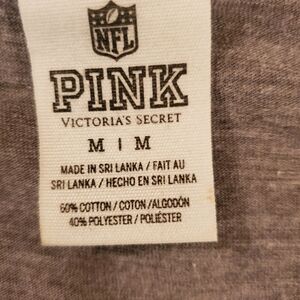 NFL
PINK
VICTORIA'S SECRET
M | M
MADE IN SRI LANKA / FAIT AU
SRI LANKA / HECHO EN SRI LANKA
60% COTTON / COTON / ALGODÓN
40% POLYESTER / POLIÉSTER